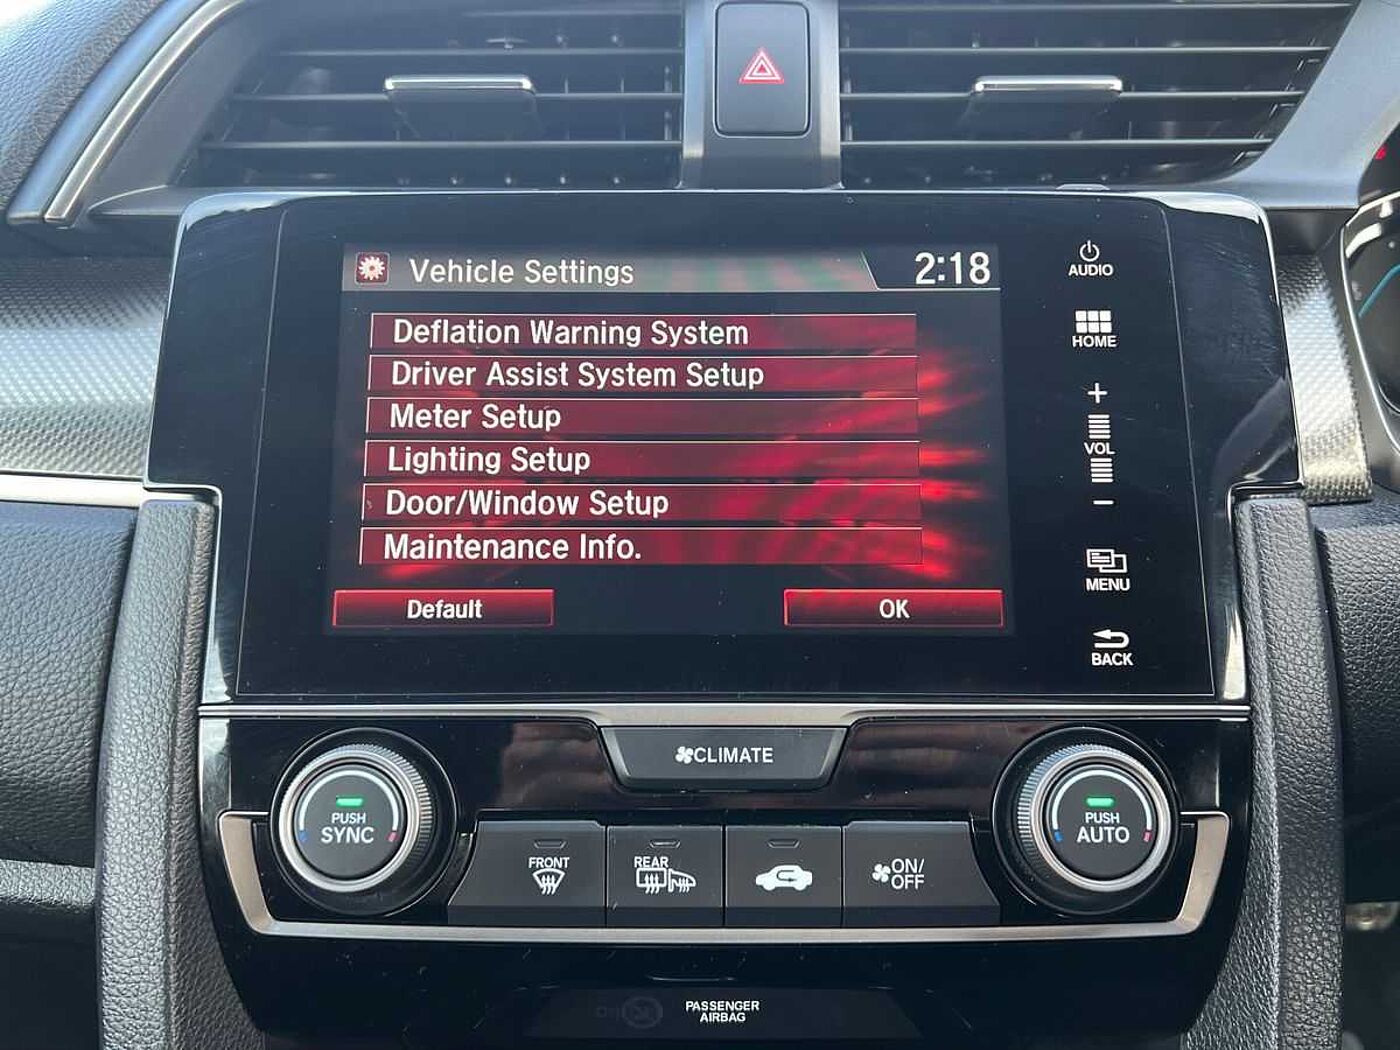 Vehicle Settings 2:18
AUDIO
HOME
Deflation Warning System
Driver Assist System Setup
Meter Setup
Lighting Setup
Door/Window Setup
Maintenance Info.
Default OK
+
VOL
−
MENU
BACK
CLIMATE
PUSH
SYNC
FRONT
REAR
ON/
OFF
PUSH
AUTO
PASSENGER
AIRBAG